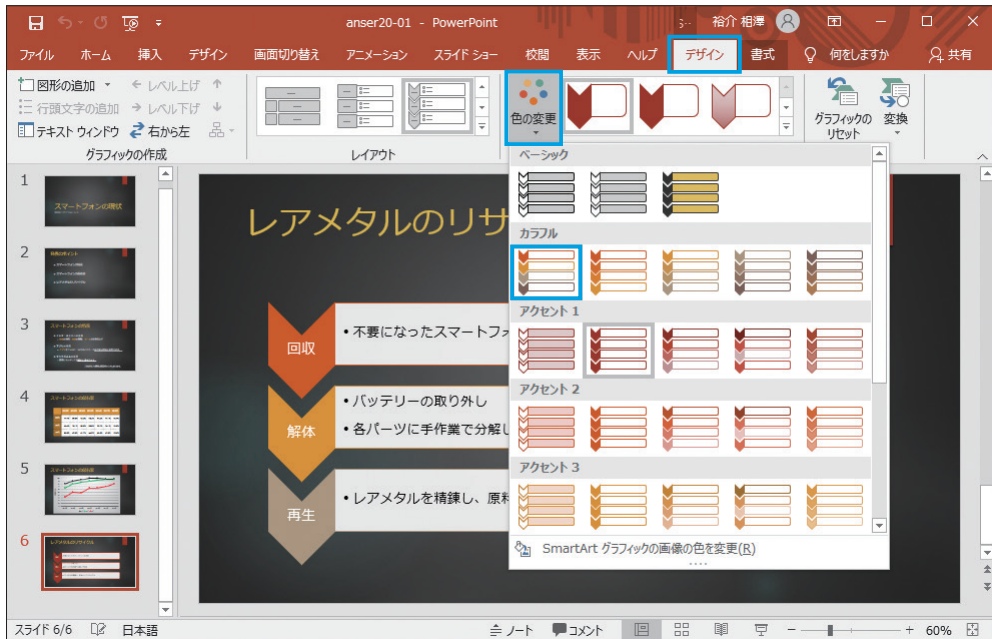 anser20-01 - PowerPoint
裕介 相澤
ファイル ホーム 挿入 デザイン 画面切り替え アニメーション スライド ショー 校閲 表示 ヘルプ デザイン 書式 何をしますか 共有
図形の追加 レベル上げ
行頭文字の追加 レベル下げ
テキスト ウィンドウ 右から左
グラフィックの作成
レイアウト
色の変更
グラフィックの
リセット
変換
ベーシック
カラフル
アクセント 1
アクセント 2
アクセント 3
SmartArt グラフィックの画像の色を変更(R)
1
スマートフォンの現状
2
3
4
5
6
レアメタルのリサ
回収
•不要になったスマートフォ
解体
•バッテリーの取り外し
•各パーツに手作業で分解し
再生
•レアメタルを精錬し、原料
スライド 6/6 日本語
ノート コメント
60%